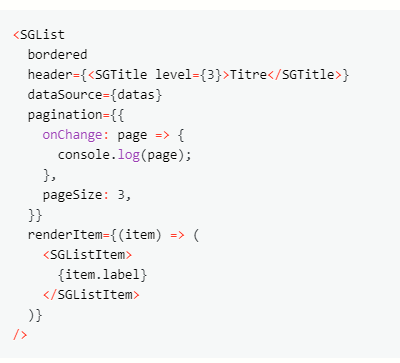 <SGList
  bordered
  header={<SGTitle level={3}>Titre</SGTitle>}
  dataSource={datas}
  pagination={{
    onChange: page => {
      console.log(page);
    },
    pageSize: 3,
  }}
  renderItem={(item) => (
    <SGListItem>
      {item.label}
    </SGListItem>
  )}
/>